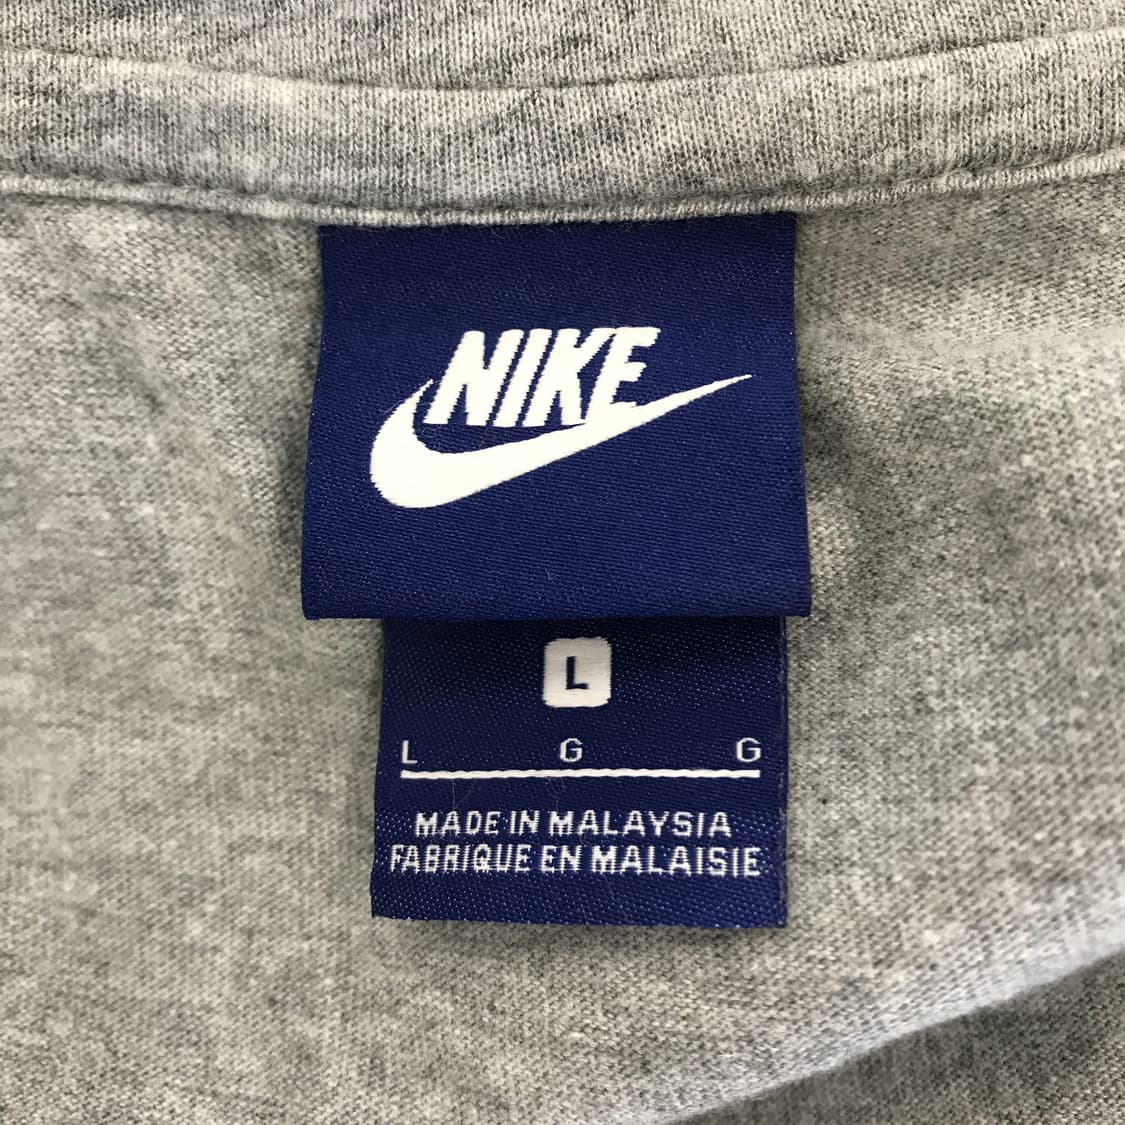 NIKE
L
L G G
MADE IN MALAYSIA
FABRIQUE EN MALAISIE